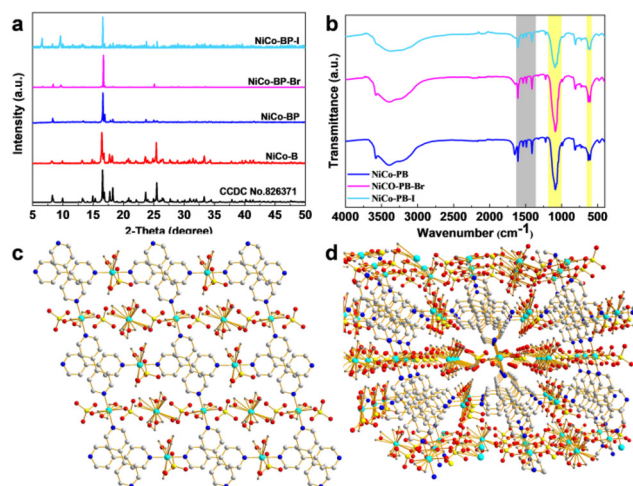 a
NiCo-BP-I
NiCo-BP-Br
NiCo-BP
NiCo-B
CCDC No.826371
Intensity (a.u.)
5 10 15 20 25 30 35 40 45 50
2-Theta (degree)
b
Transmittance (a.u.)
NiCo-PB
NiCO-PB-Br
NiCo-PB-I
4000 3500 3000 2500 2000 1500 1000 500
Wavenumber (cm-1)
c
d